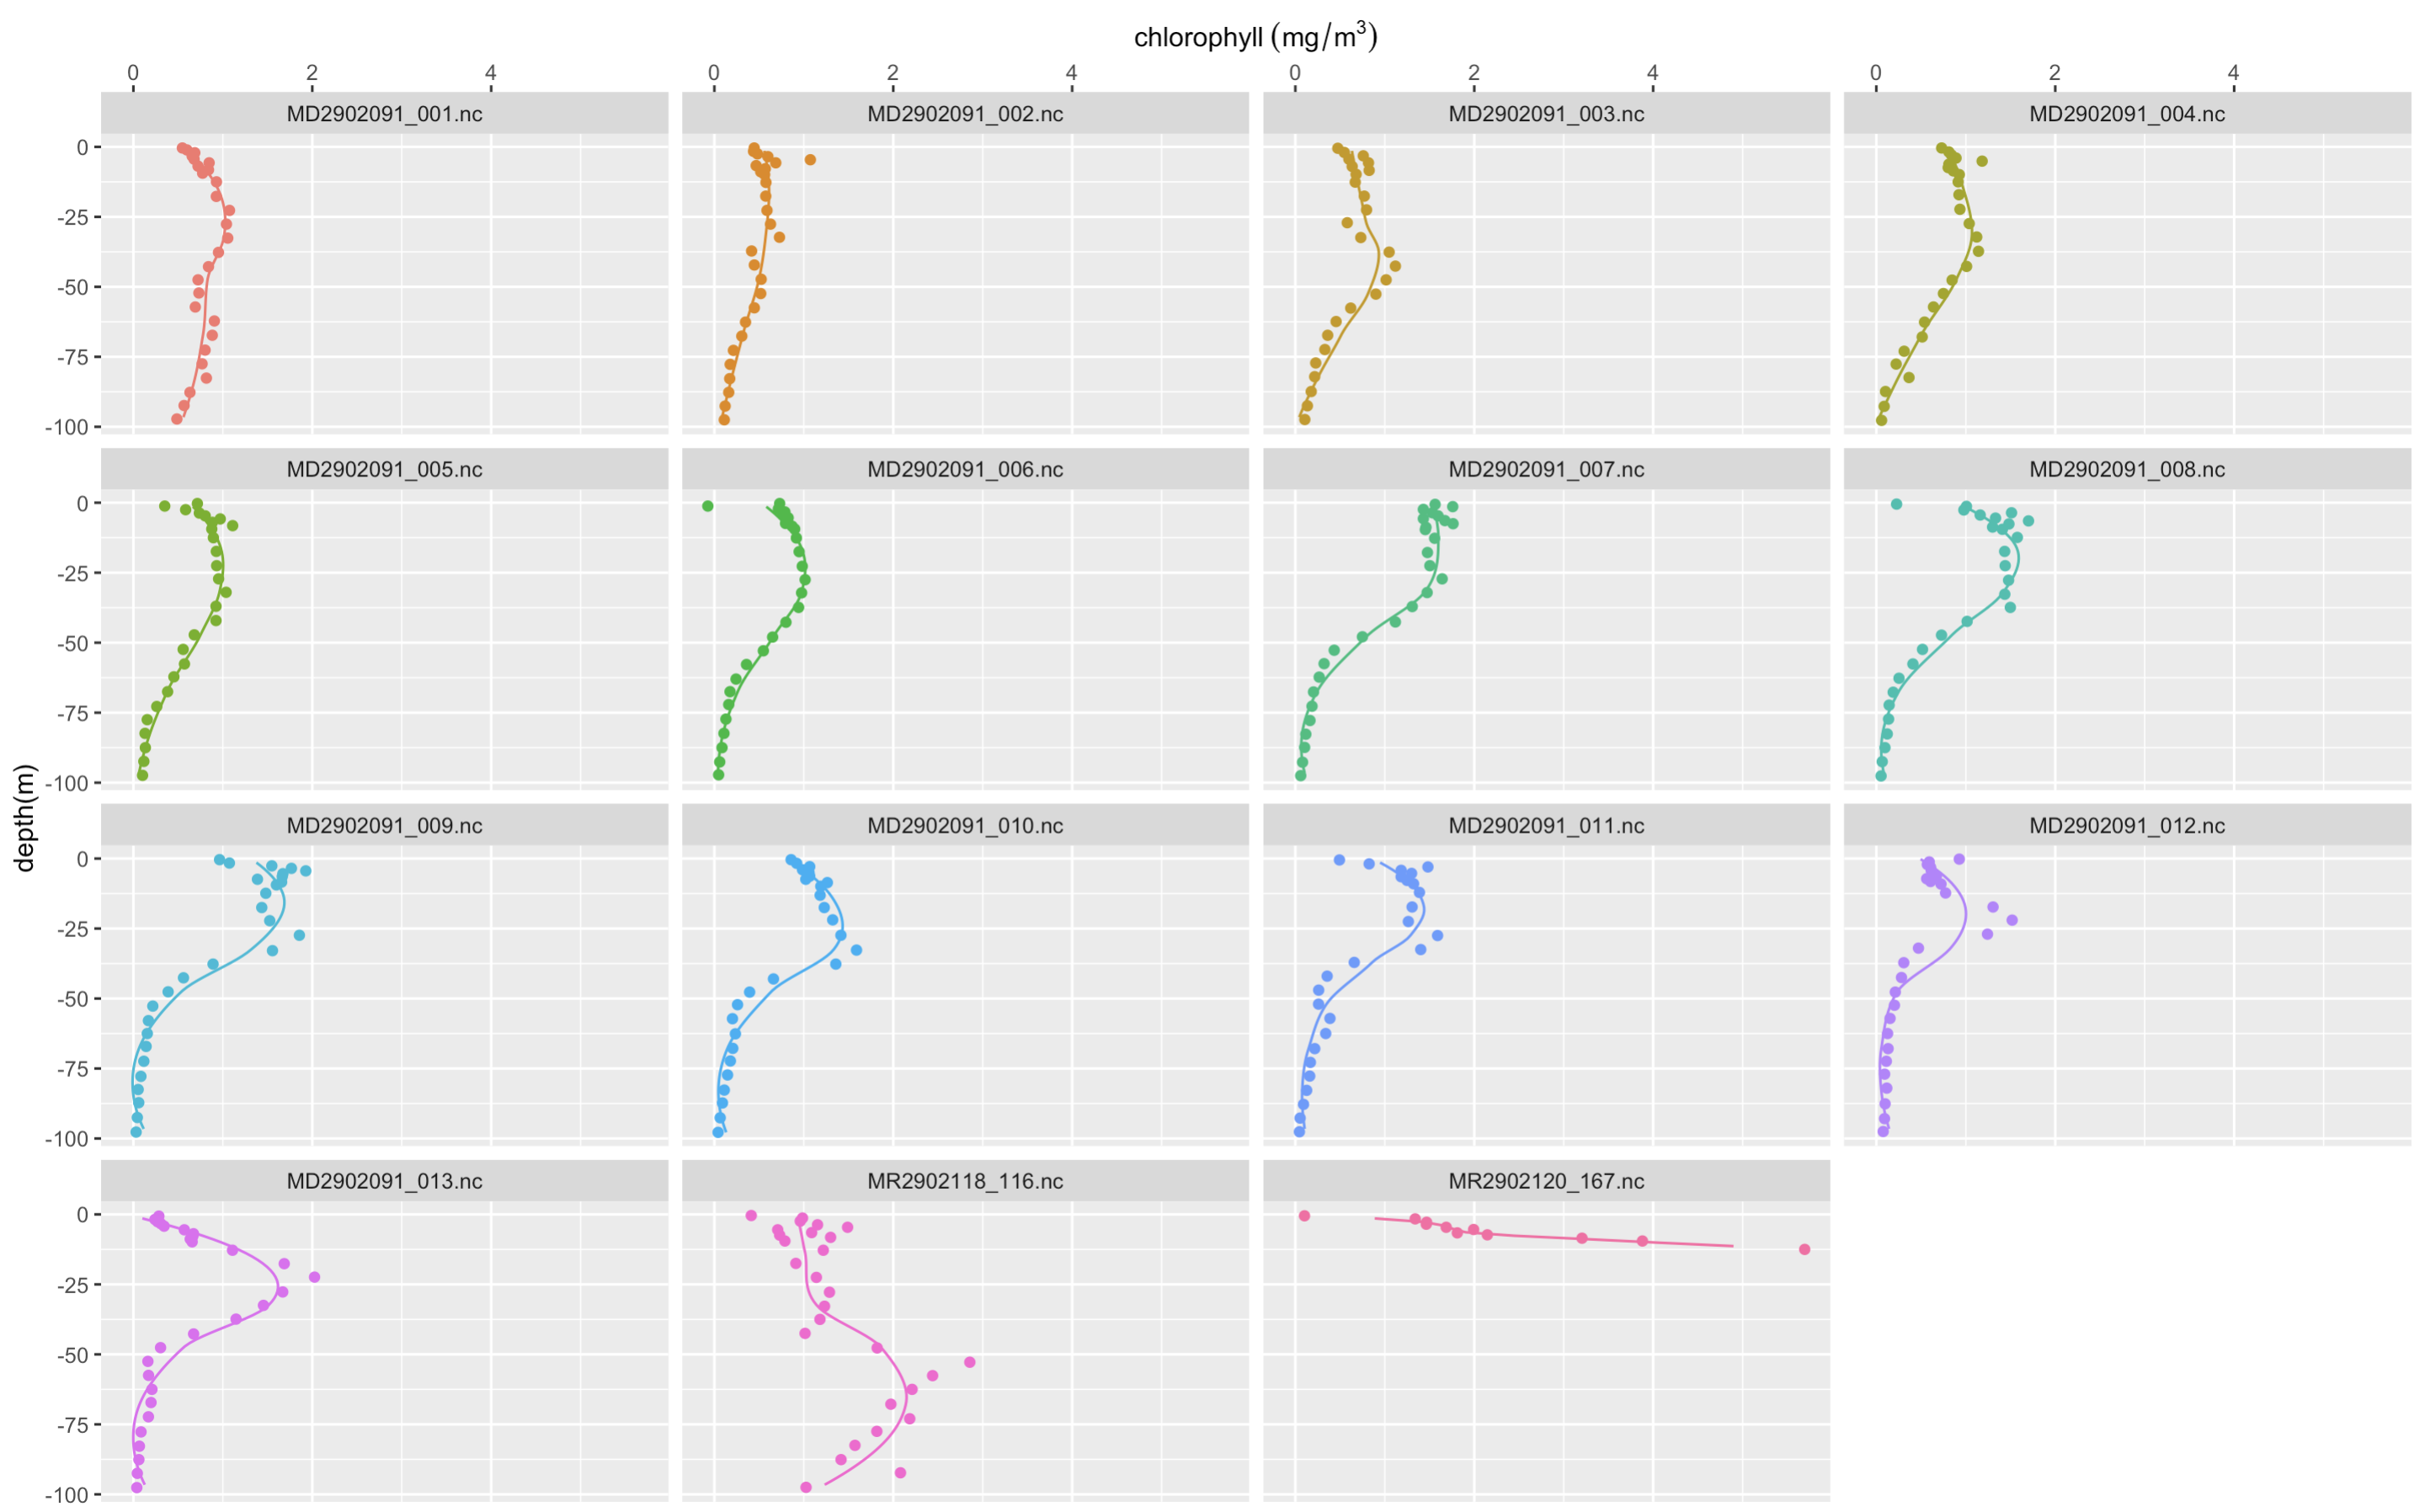 chlorophyll (mg/m³)
0 2 4 0 2 4 0 2 4 0 2 4
MD2902091_001.nc MD2902091_002.nc MD2902091_003.nc MD2902091_004.nc
0
-25
-50
-75
-100
MD2902091_005.nc MD2902091_006.nc MD2902091_007.nc MD2902091_008.nc
0
-25
-50
-75
-100
depth(m)
MD2902091_009.nc MD2902091_010.nc MD2902091_011.nc MD2902091_012.nc
0
-25
-50
-75
-100
MD2902091_013.nc MR2902118_116.nc MR2902120_167.nc
0
-25
-50
-75
-100